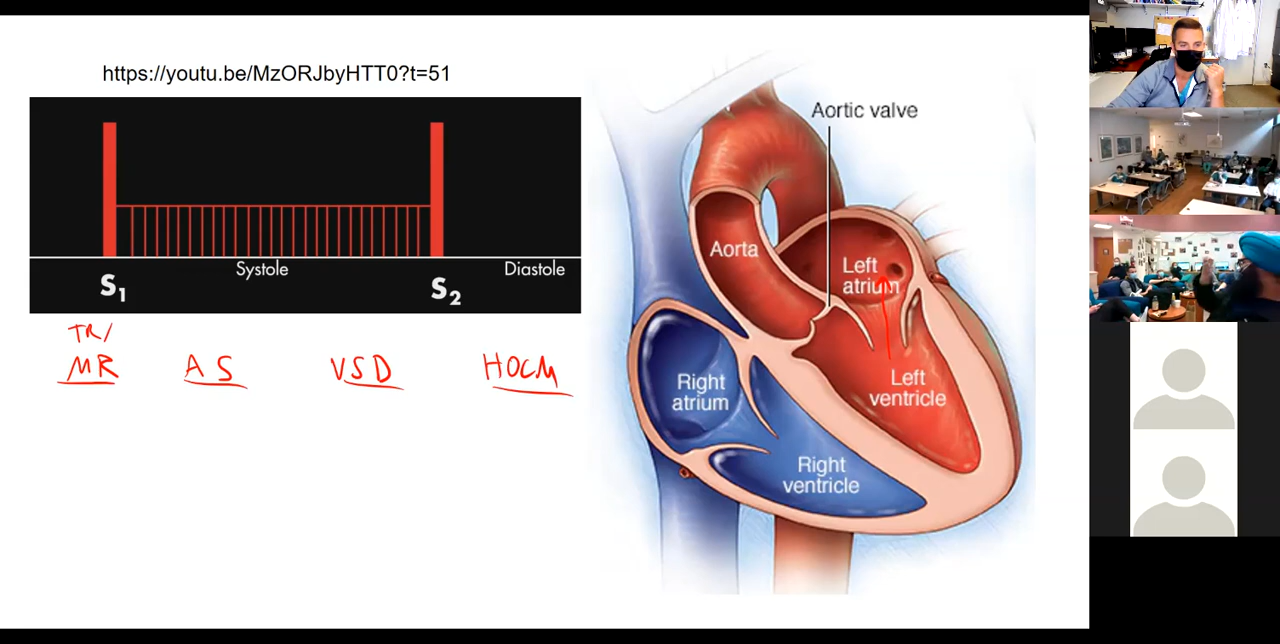 https://youtu.be/MzORJbyHTT0?t=51
Systole
Diastole
S1
S2
TR/
MR
AS
VSD
HOCM
Aortic valve
Aorta
Left
atrium
Left
ventricle
Right
atrium
Right
ventricle